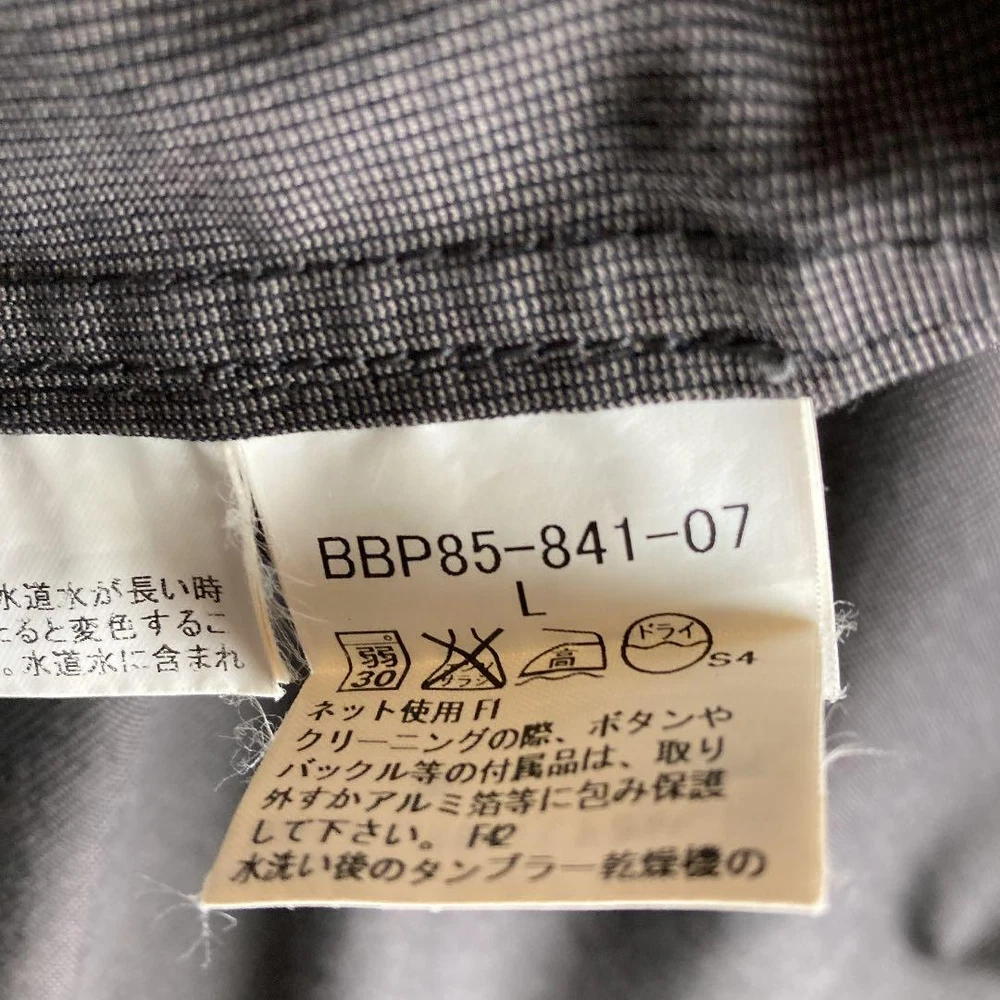 水道水が長い時
ると変色するこ
。水道水に含まれ
BBP85-841-07
L
弱
30
高
ドライ
S4
ネット使用 F1
クリーニングの際、ボタンや
バックル等の付属品は、取り
外すかアルミ箔等に包み保護
して下さい。 F42
水洗い後のタンブラー乾燥機の